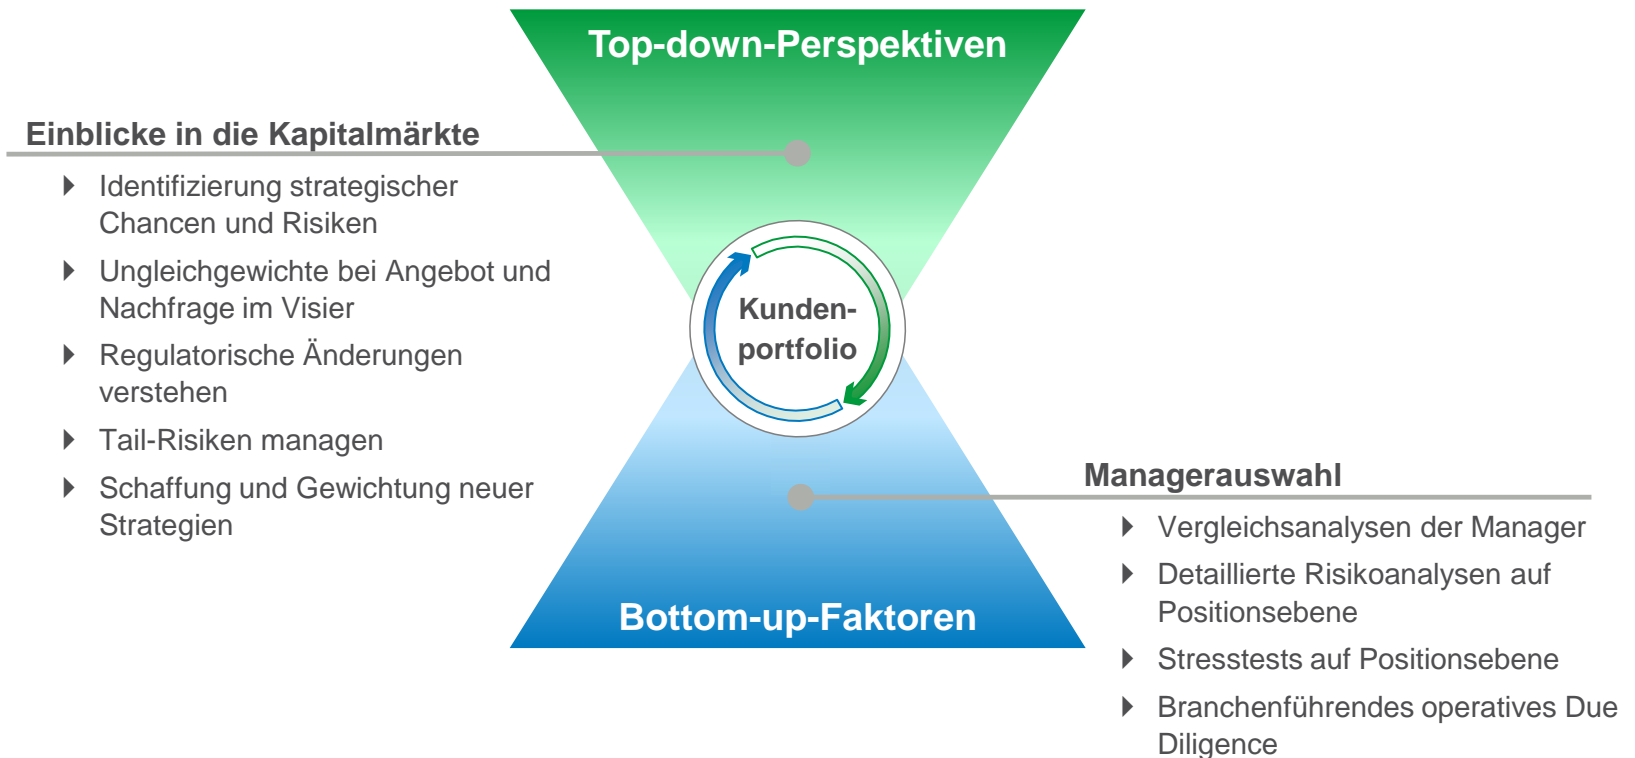 Top-down-Perspektiven
Einblicke in die Kapitalmärkte
Identifizierung strategischer
Chancen und Risiken
Ungleichgewichte bei Angebot und
Nachfrage im Visier
Regulatorische Änderungen
verstehen
Tail-Risiken managen
Schaffung und Gewichtung neuer
Strategien
Kunden-
portfolio
Managerauswahl
Vergleichsanalysen der Manager
Detaillierte Risikoanalysen auf
Positionsebene
Stresstests auf Positionsebene
Branchenführendes operatives Due
Diligence
Bottom-up-Faktoren